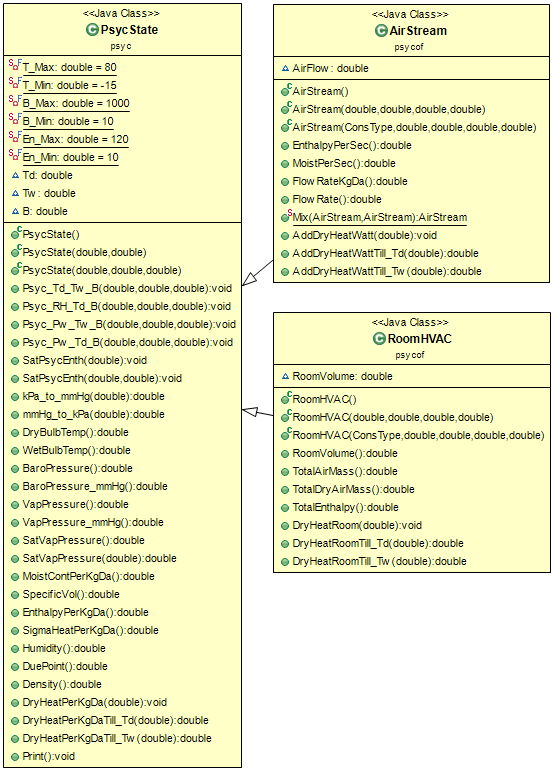 <<Java Class>>
PsycState
psyc
T_Max: double = 80
T_Min: double = -15
B_Max: double = 1000
B_Min: double = 10
En_Max: double = 120
En_Min: double = 10
Td: double
Tw : double
B: double
PsycState()
PsycState(double,double)
PsycState(double,double,double)
Psyc_Td_Tw_B(double,double,double):void
Psyc_RH_Td_B(double,double,double):void
Psyc_Pw_Tw_B(double,double,double):void
Psyc_Pw_Td_B(double,double,double):void
SatPsycEnth(double):void
SatPsycEnth(double,double):void
kPa_to_mmHg(double):double
mmHg_to_kPa(double):double
DryBulbTemp():double
WetBulbTemp():double
BaroPressure():double
BaroPressure_mmHg():double
VapPressure():double
VapPressure_mmHg():double
SatVapPressure():double
SatVapPressure(double):double
MoistContPerKgDa():double
SpecificVol():double
EnthalpyPerKgDa():double
SigmaHeatPerKgDa():double
Humidity():double
DuePoint():double
Density():double
DryHeatPerKgDa(double):void
DryHeatPerKgDaTill_Td(double):double
DryHeatPerKgDaTill_Tw (double):double
Print():void
<<Java Class>>
AirStream
psycof
AirFlow : double
AirStream()
AirStream(double,double,double,double)
AirStream(ConsType,double,double,double,double)
EnthalpyPerSec():double
MoistPerSec():double
Flow RateKgDa():double
Flow Rate():double
Mix(AirStream,AirStream):AirStream
AddDryHeatWatt(double):void
AddDryHeatWattTill_Td(double):double
AddDryHeatWattTill_Tw (double):double
<<Java Class>>
RoomHVAC
psycof
RoomVolume: double
RoomHVAC()
RoomHVAC(double,double,double,double)
RoomHVAC(ConsType,double,double,double,double)
RoomVolume():double
TotalAirMass():double
TotalDryAirMass():double
TotalEnthalpy():double
DryHeatRoom(double):void
DryHeatRoomTill_Td(double):double
DryHeatRoomTill_Tw (double):double